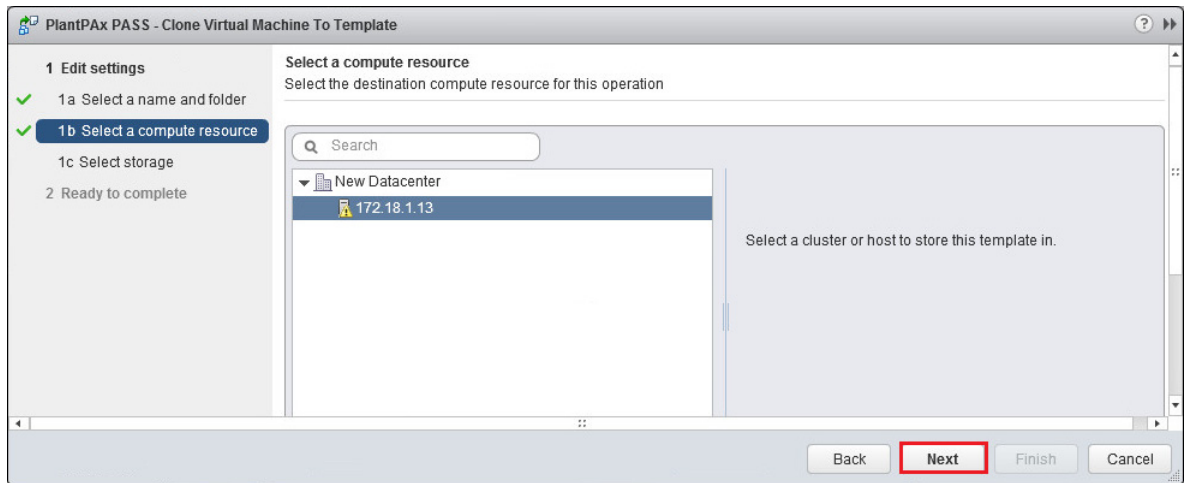 PlantPAx PASS - Clone Virtual Machine To Template
1 Edit settings
1a Select a name and folder
1b Select a compute resource
1c Select storage
2 Ready to complete
Select a compute resource
Select the destination compute resource for this operation
Search
New Datacenter
172.18.1.13
Select a cluster or host to store this template in.
Back Next Finish Cancel